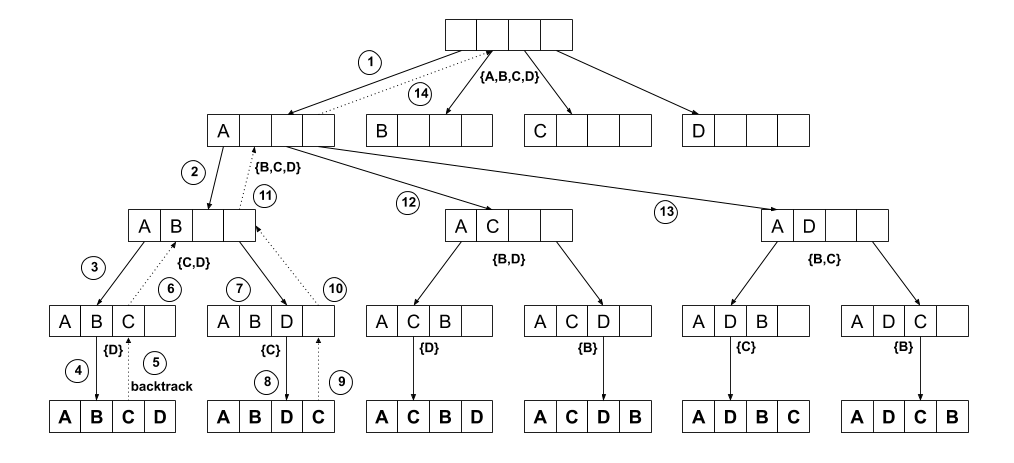 1
{A,B,C,D}
14
A
B
C
D
2
{B,C,D}
11
12
13
A B
A C
A D
3
{C,D}
{B,D}
{B,C}
6
7
10
A B C
A B D
A C B
A C D
A D B
A D C
{D}
{C}
{D}
{B}
{C}
{B}
4
5
backtrack
8
9
A B C D
A B D C
A C B D
A C D B
A D B C
A D C B